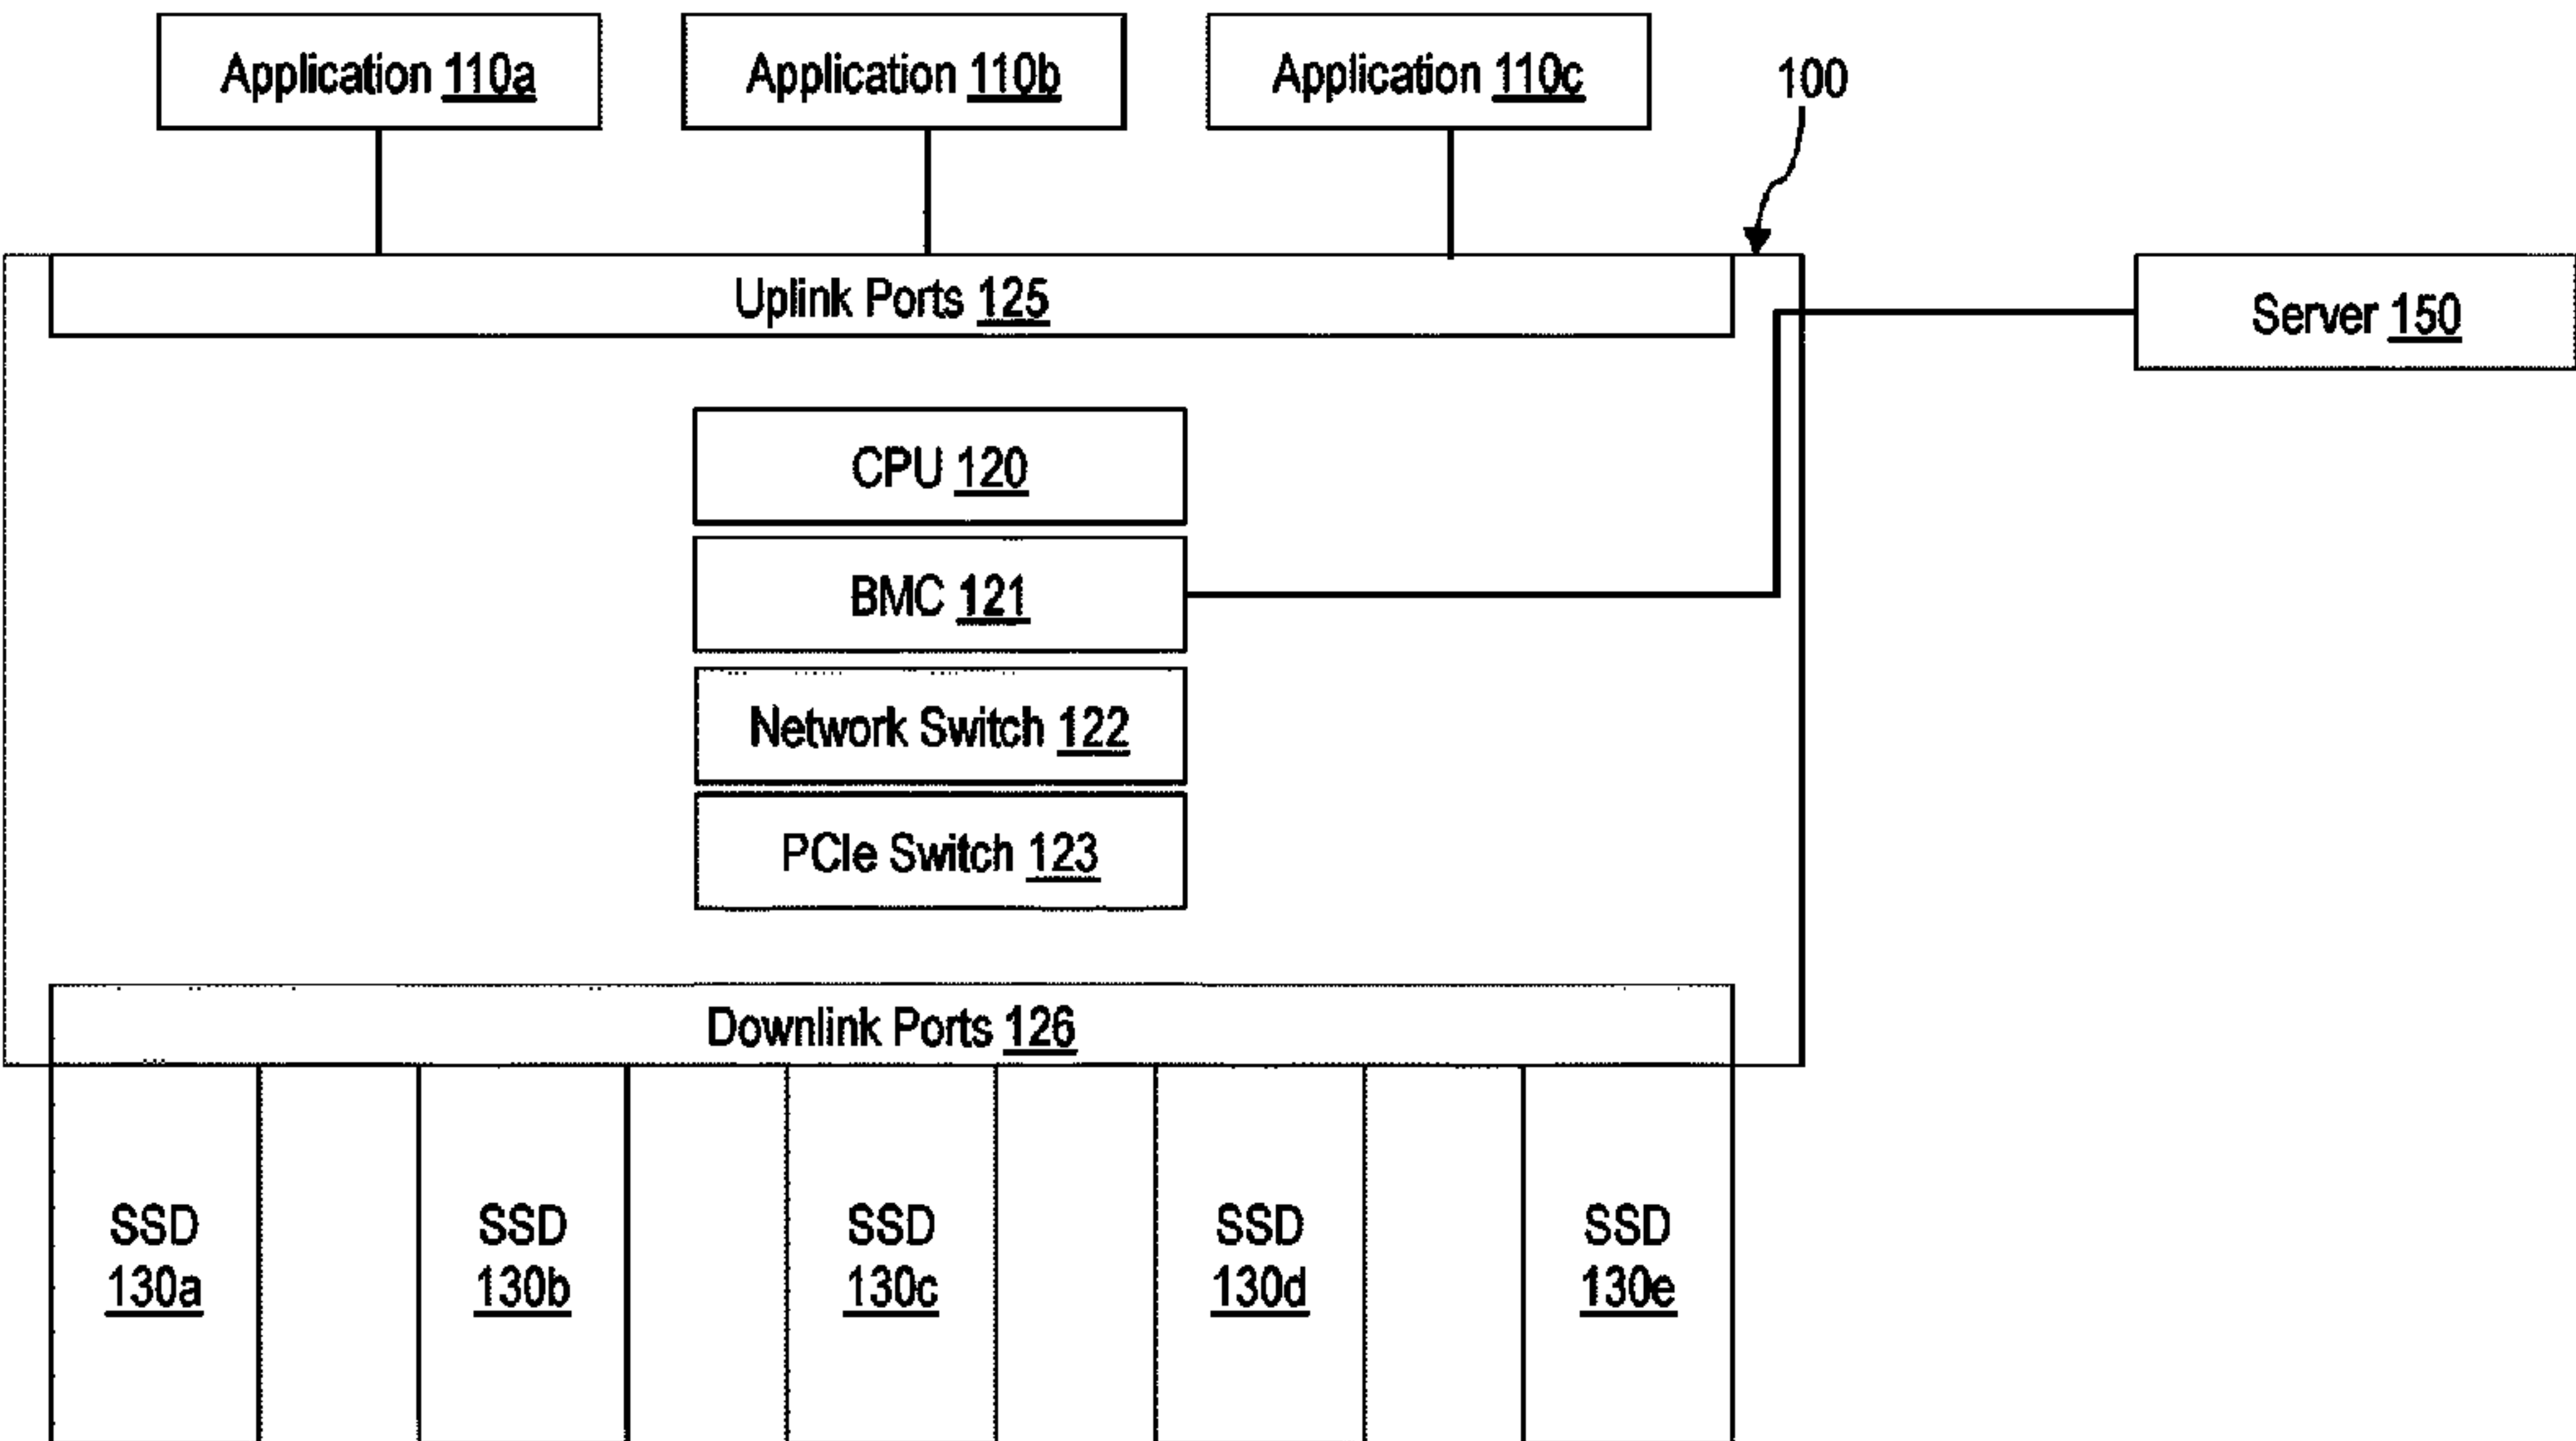 Application 110a
Application 110b
Application 110c
100
Uplink Ports 125
Server 150
CPU 120
BMC 121
Network Switch 122
PCIe Switch 123
Downlink Ports 126
SSD
130a
SSD
130b
SSD
130c
SSD
130d
SSD
130e